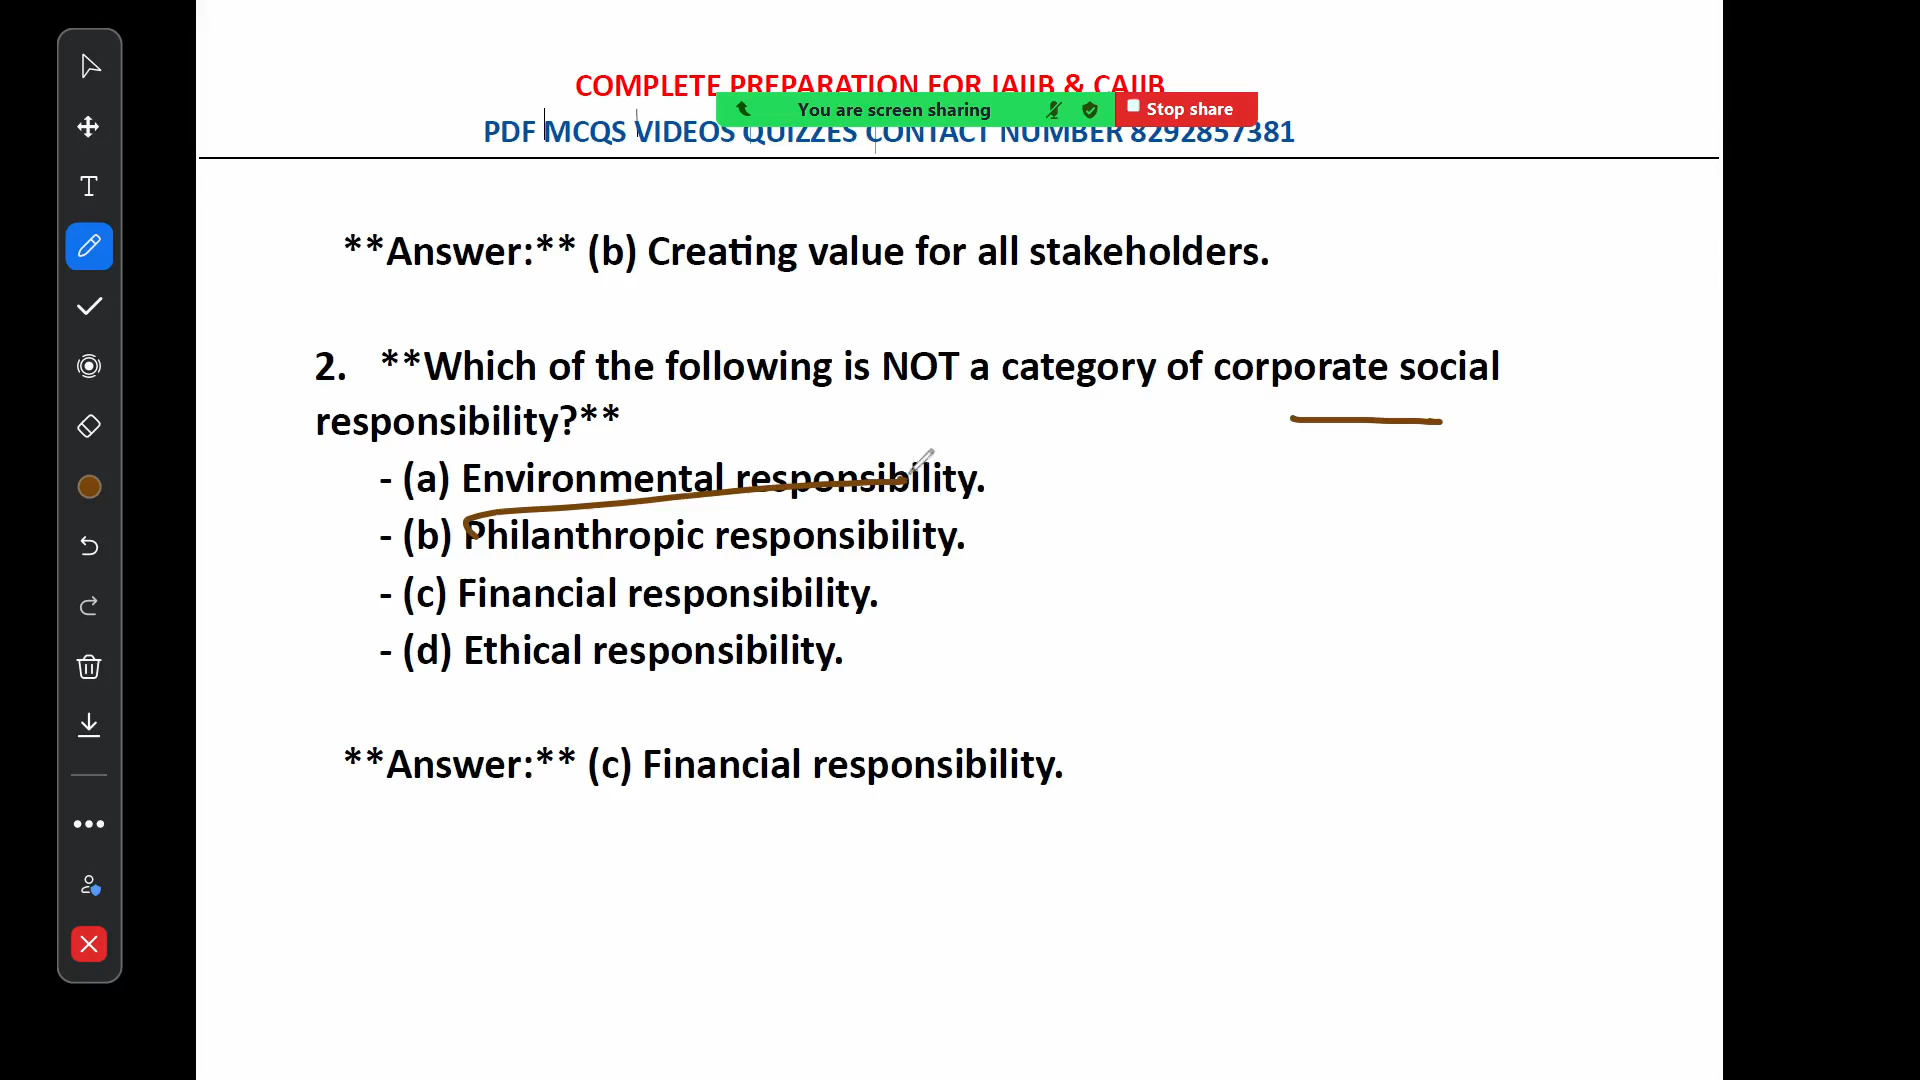 COMPLETE PREPARATION FOR JAIIB & CAIIB
You are screen sharing
Stop share
PDF MCQS VIDEOS QUIZZES CONTACT NUMBER 8292857381
**Answer:** (b) Creating value for all stakeholders.
2. **Which of the following is NOT a category of corporate social
responsibility?**
- (a) Environmental responsibility.
- (b) Philanthropic responsibility.
- (c) Financial responsibility.
- (d) Ethical responsibility.
**Answer:** (c) Financial responsibility.